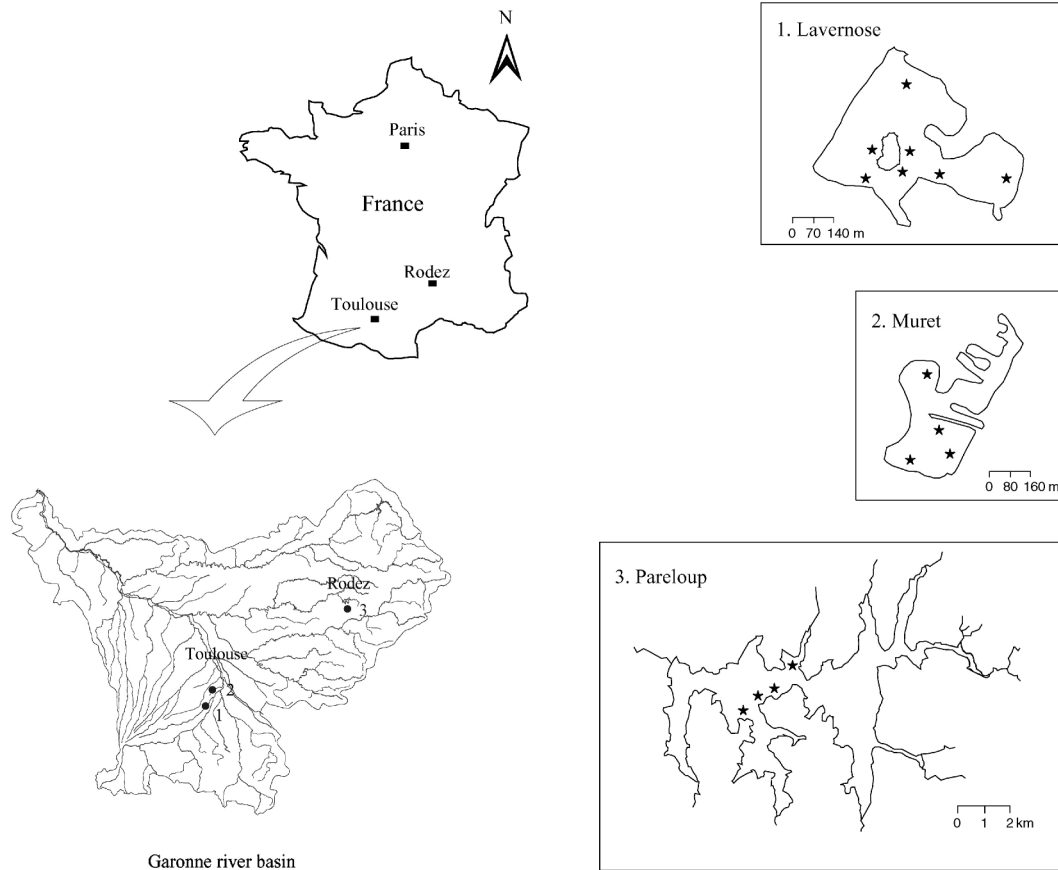 N
Paris
France
Rodez
Toulouse
1. Lavernose
0 70 140 m
2. Muret
0 80 160 m
3. Pareloup
0 1 2 km
Rodez
3
Toulouse
2
1
Garonne river basin